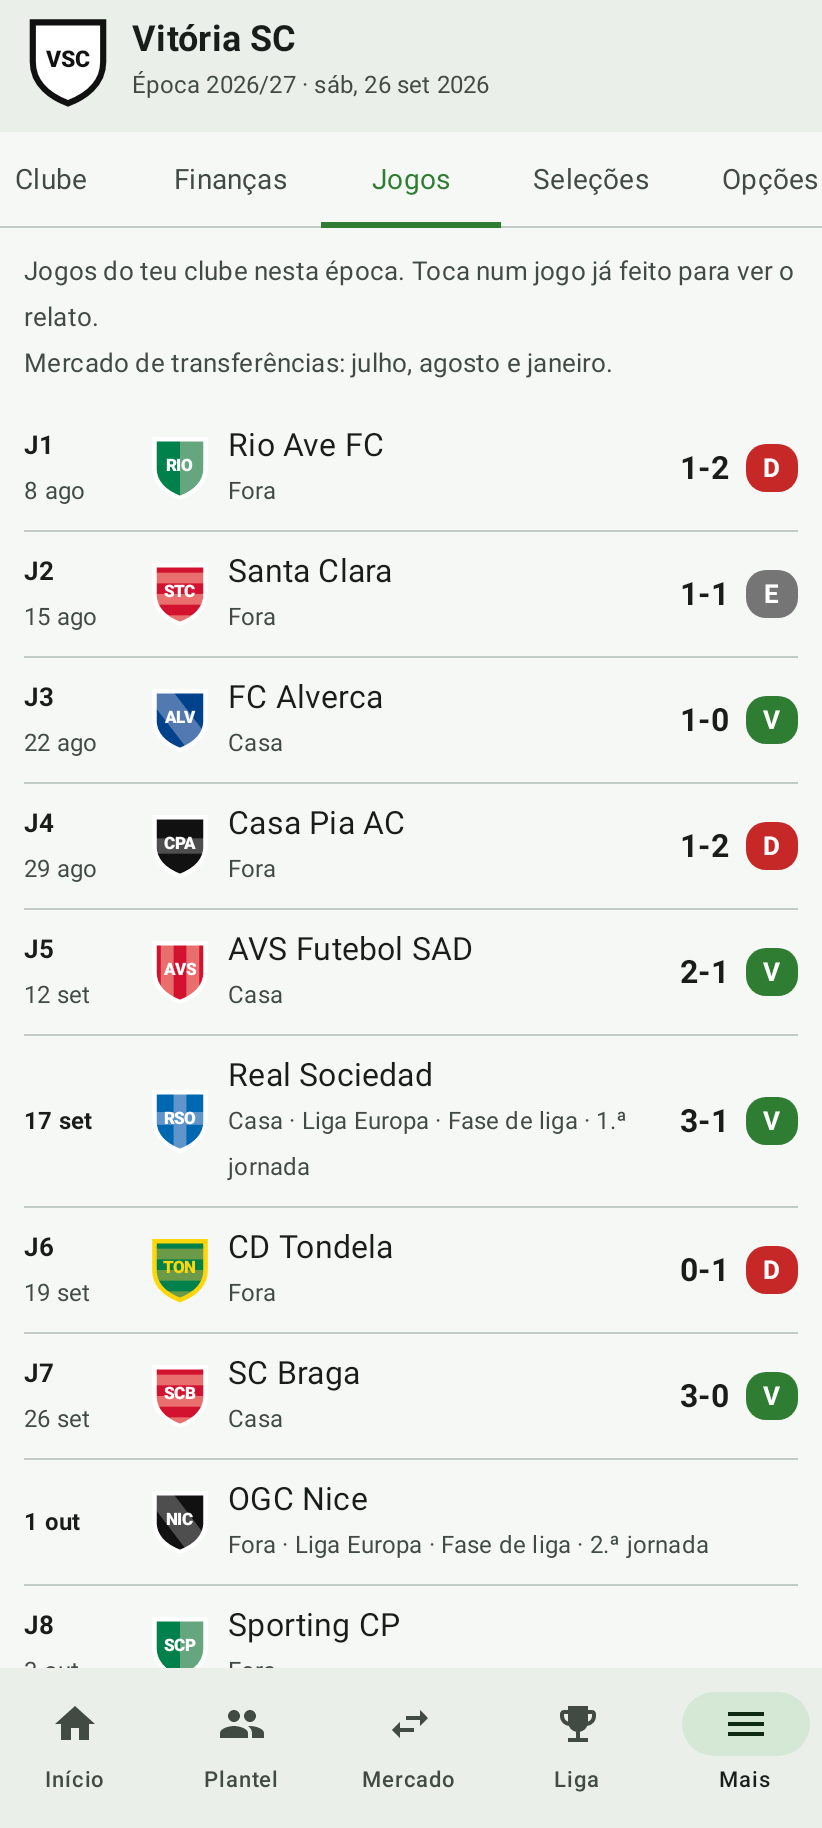 VSC
Vitória SC
Época 2026/27 · sáb, 26 set 2026
Clube
Finanças
Jogos
Seleções
Opções
Jogos do teu clube nesta época. Toca num jogo já feito para ver o
relato.
Mercado de transferências: julho, agosto e janeiro.
J1
8 ago
RIO
Rio Ave FC
Fora
1-2
D
J2
15 ago
STC
Santa Clara
Fora
1-1
E
J3
22 ago
ALV
FC Alverca
Casa
1-0
V
J4
29 ago
CPA
Casa Pia AC
Fora
1-2
D
J5
12 set
AVS
AVS Futebol SAD
Casa
2-1
V
17 set
RSO
Real Sociedad
Casa · Liga Europa · Fase de liga · 1.ª
jornada
3-1
V
J6
19 set
TON
CD Tondela
Fora
0-1
D
J7
26 set
SCB
SC Braga
Casa
3-0
V
1 out
NIC
OGC Nice
Fora · Liga Europa · Fase de liga · 2.ª jornada
J8
SCP
Sporting CP
Fora
Início
Plantel
Mercado
Liga
Mais